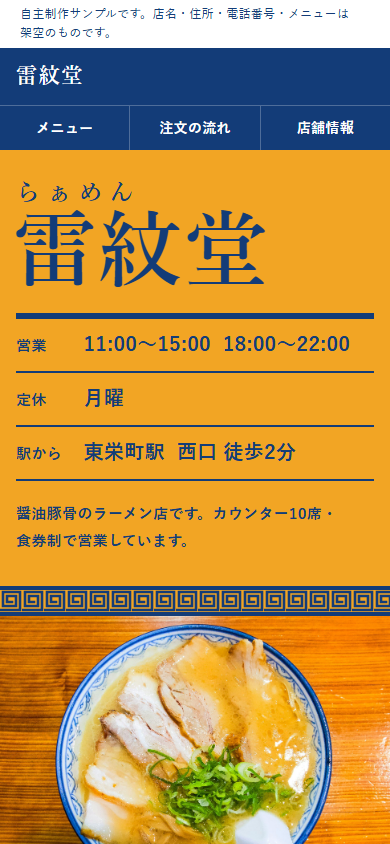 自主制作サンプルです。店名・住所・電話番号・メニューは
架空のものです。
雷紋堂
メニュー
注文の流れ
店舗情報
らぁめん
雷紋堂
営業 11:00〜15:00 18:00〜22:00
定休 月曜
駅から 東栄町駅 西口 徒歩2分
醤油豚骨のラーメン店です。カウンター10席・
食券制で営業しています。